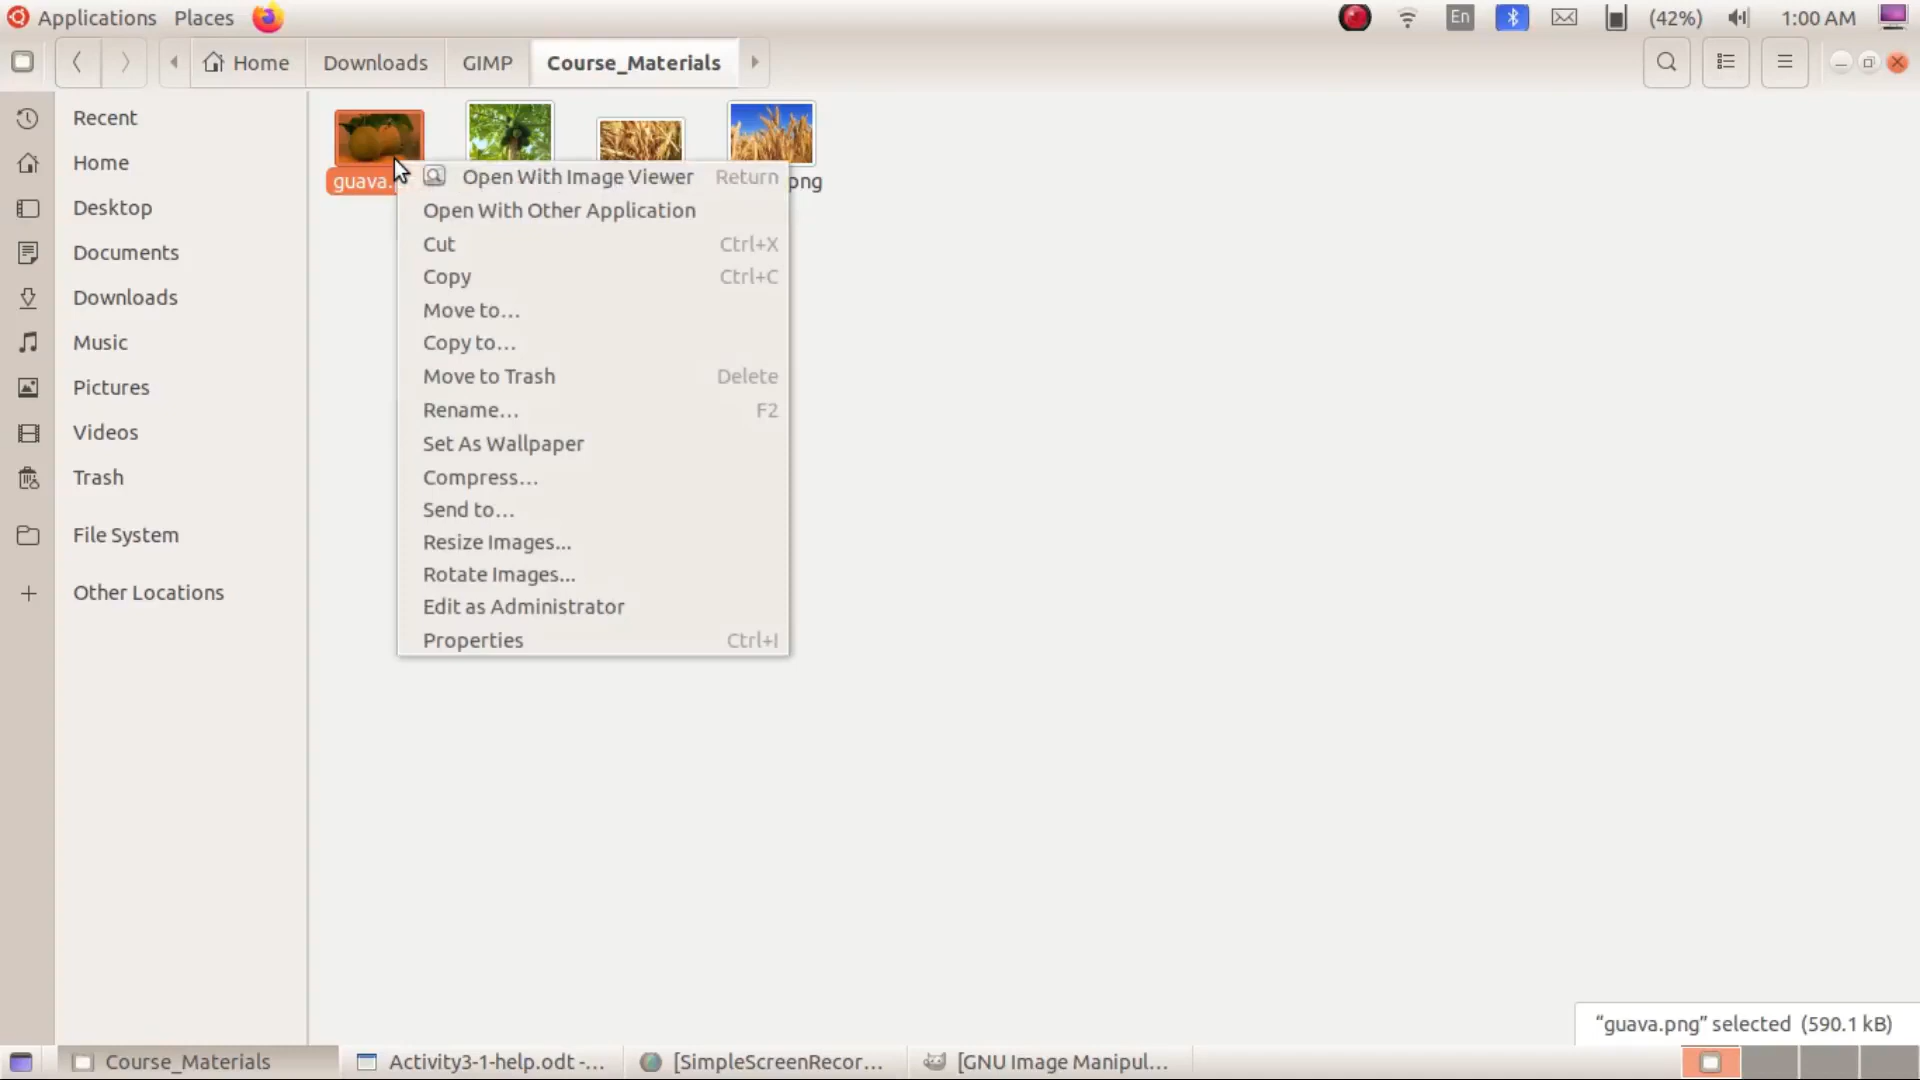 Applications Places En (42%) 1:00 AM
Home Downloads GIMP Course_Materials
Recent
Home
Desktop
Documents
Downloads
Music
Pictures
Videos
Trash
File System
Other Locations
guava. png
Open With Image Viewer Return
Open With Other Application
Cut Ctrl+X
Copy Ctrl+C
Move to…
Copy to…
Move to Trash Delete
Rename… F2
Set As Wallpaper
Compress…
Send to…
Resize Images...
Rotate Images...
Edit as Administrator
Properties Ctrl+I
“guava.png” selected (590.1 kB)
Course_Materials Activity3-1-help.odt -... [SimpleScreenRecor... [GNU Image Manipul...